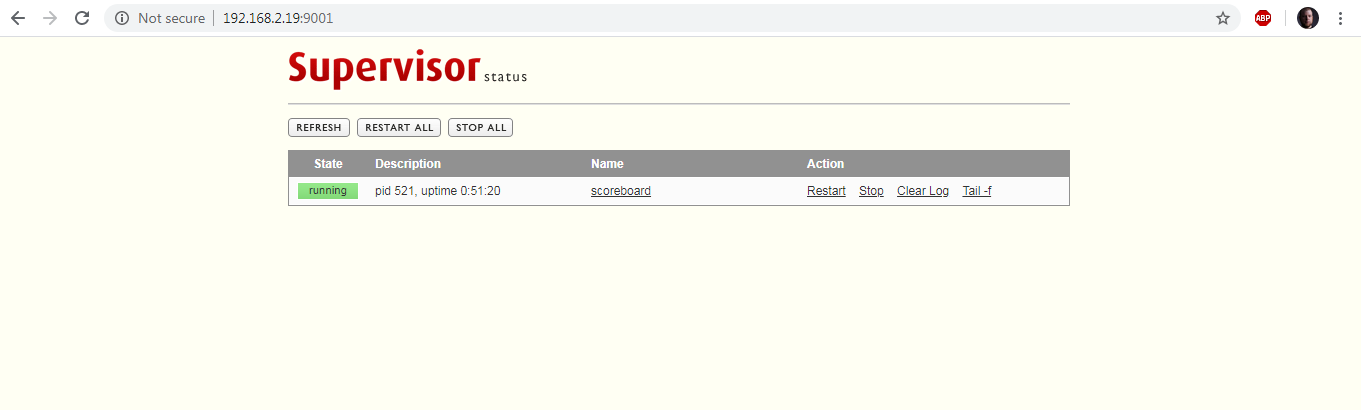 Not secure 192.168.2.19:9001 ABP
Supervisor status
REFRESH RESTART ALL STOP ALL
State Description Name Action
running pid 521, uptime 0:51:20 scoreboard Restart Stop Clear Log Tail -f